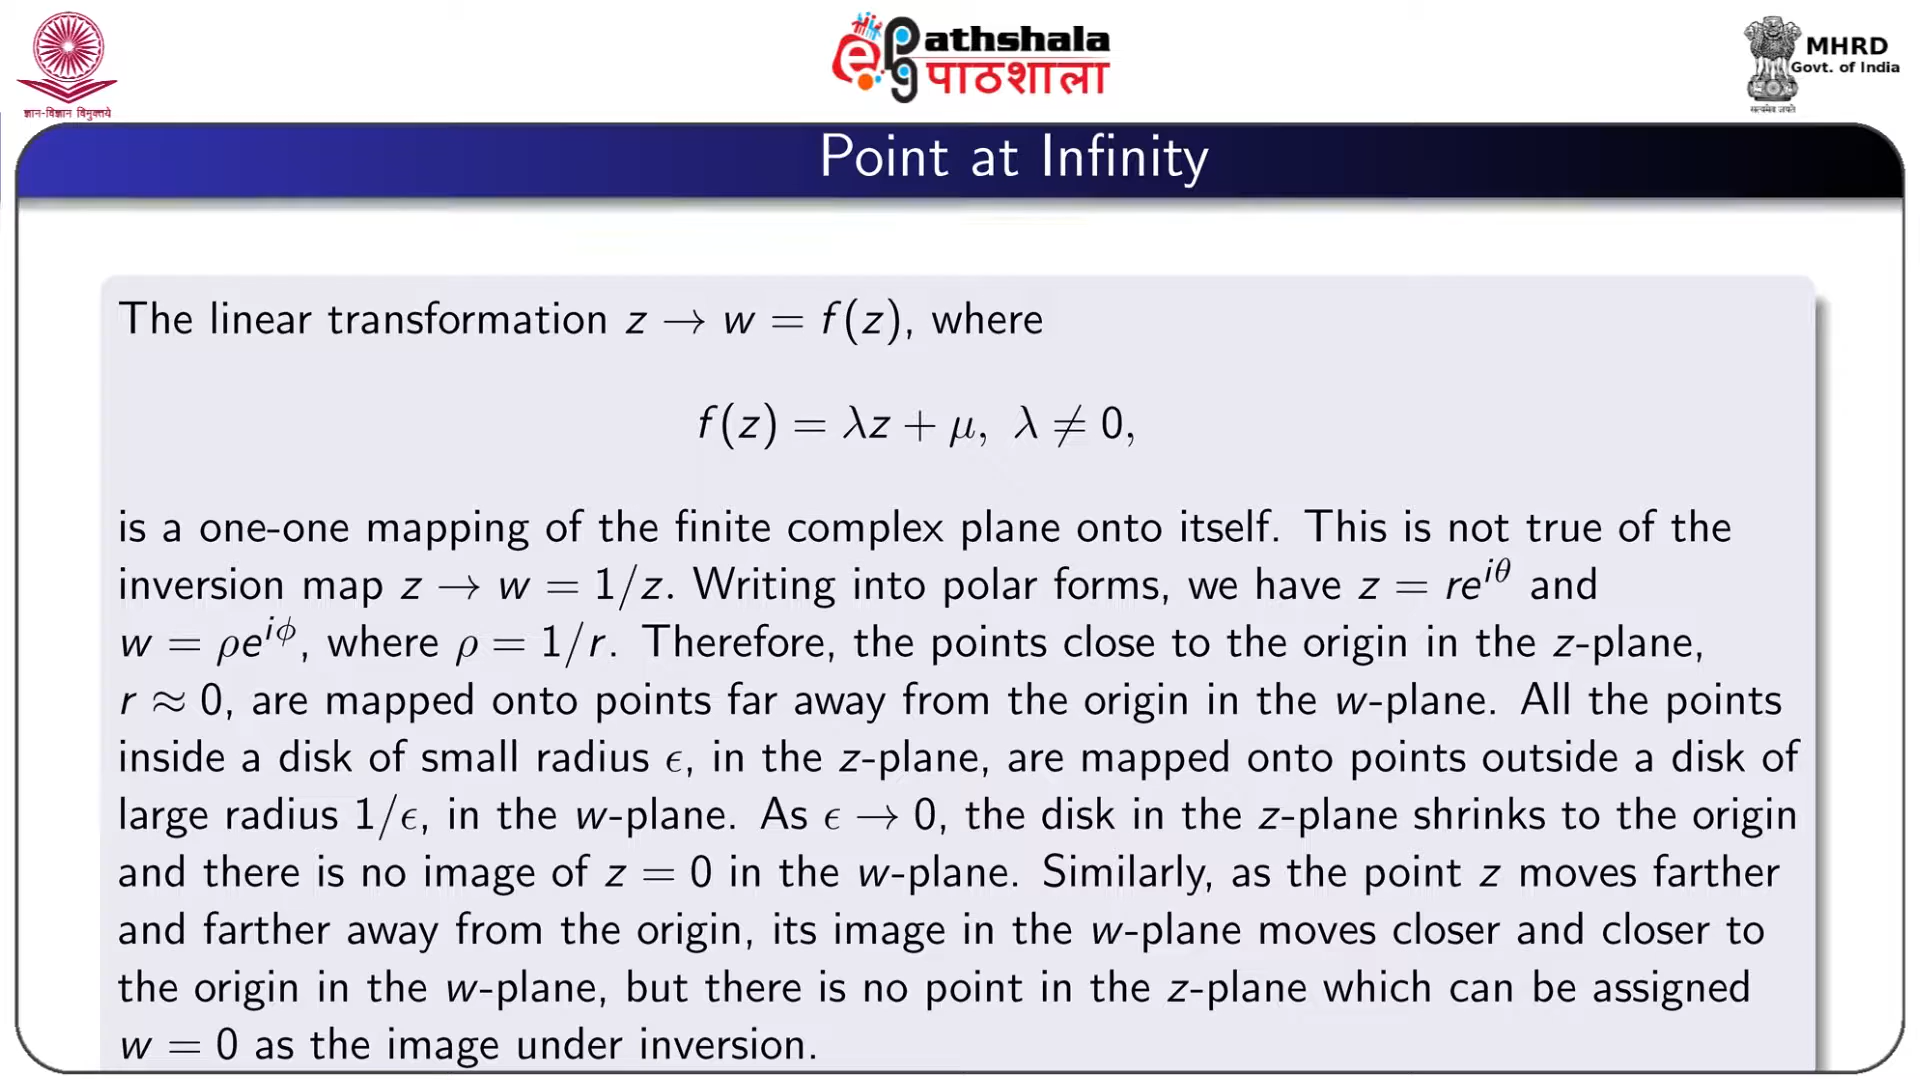 ज्ञान-विज्ञान विमुक्तये
ePG Pathshala
पाठशाला
MHRD
Govt. of India
सत्यमेव जयते
Point at Infinity
The linear transformation z → w = f(z), where
f(z) = λz + μ, λ ≠ 0,
is a one-one mapping of the finite complex plane onto itself. This is not true of the
inversion map z → w = 1/z. Writing into polar forms, we have z = re^{iθ} and
w = ρe^{iϕ}, where ρ = 1/r. Therefore, the points close to the origin in the z-plane,
r ≈ 0, are mapped onto points far away from the origin in the w-plane. All the points
inside a disk of small radius ϵ, in the z-plane, are mapped onto points outside a disk of
large radius 1/ϵ, in the w-plane. As ϵ → 0, the disk in the z-plane shrinks to the origin
and there is no image of z = 0 in the w-plane. Similarly, as the point z moves farther
and farther away from the origin, its image in the w-plane moves closer and closer to
the origin in the w-plane, but there is no point in the z-plane which can be assigned
w = 0 as the image under inversion.